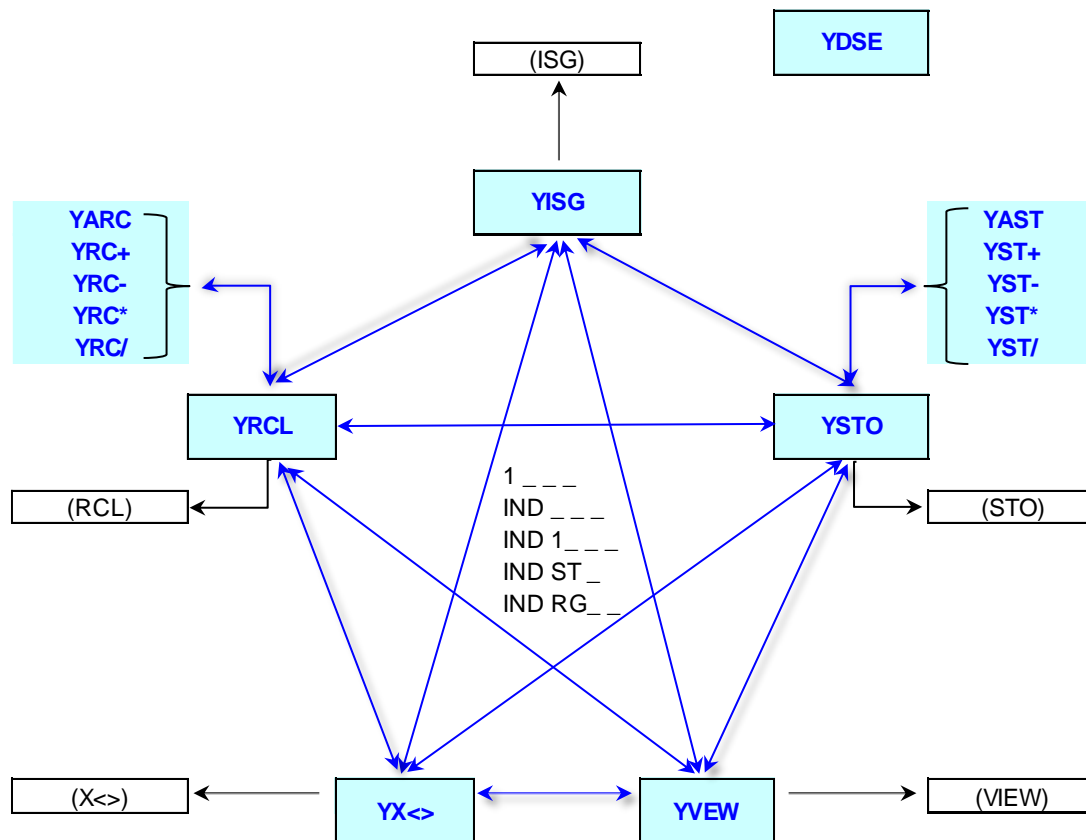 YDSE
(ISG)
YISG
YARC
YRC+
YRC-
YRC*
YRC/
YAST
YST+
YST-
YST*
YST/
YRCL
YSTO
1 _ _ _
IND _ _ _
IND 1_ _ _
IND ST _
IND RG_ _
(RCL)
(STO)
(X<>)
YX<>
YVEW
(VIEW)